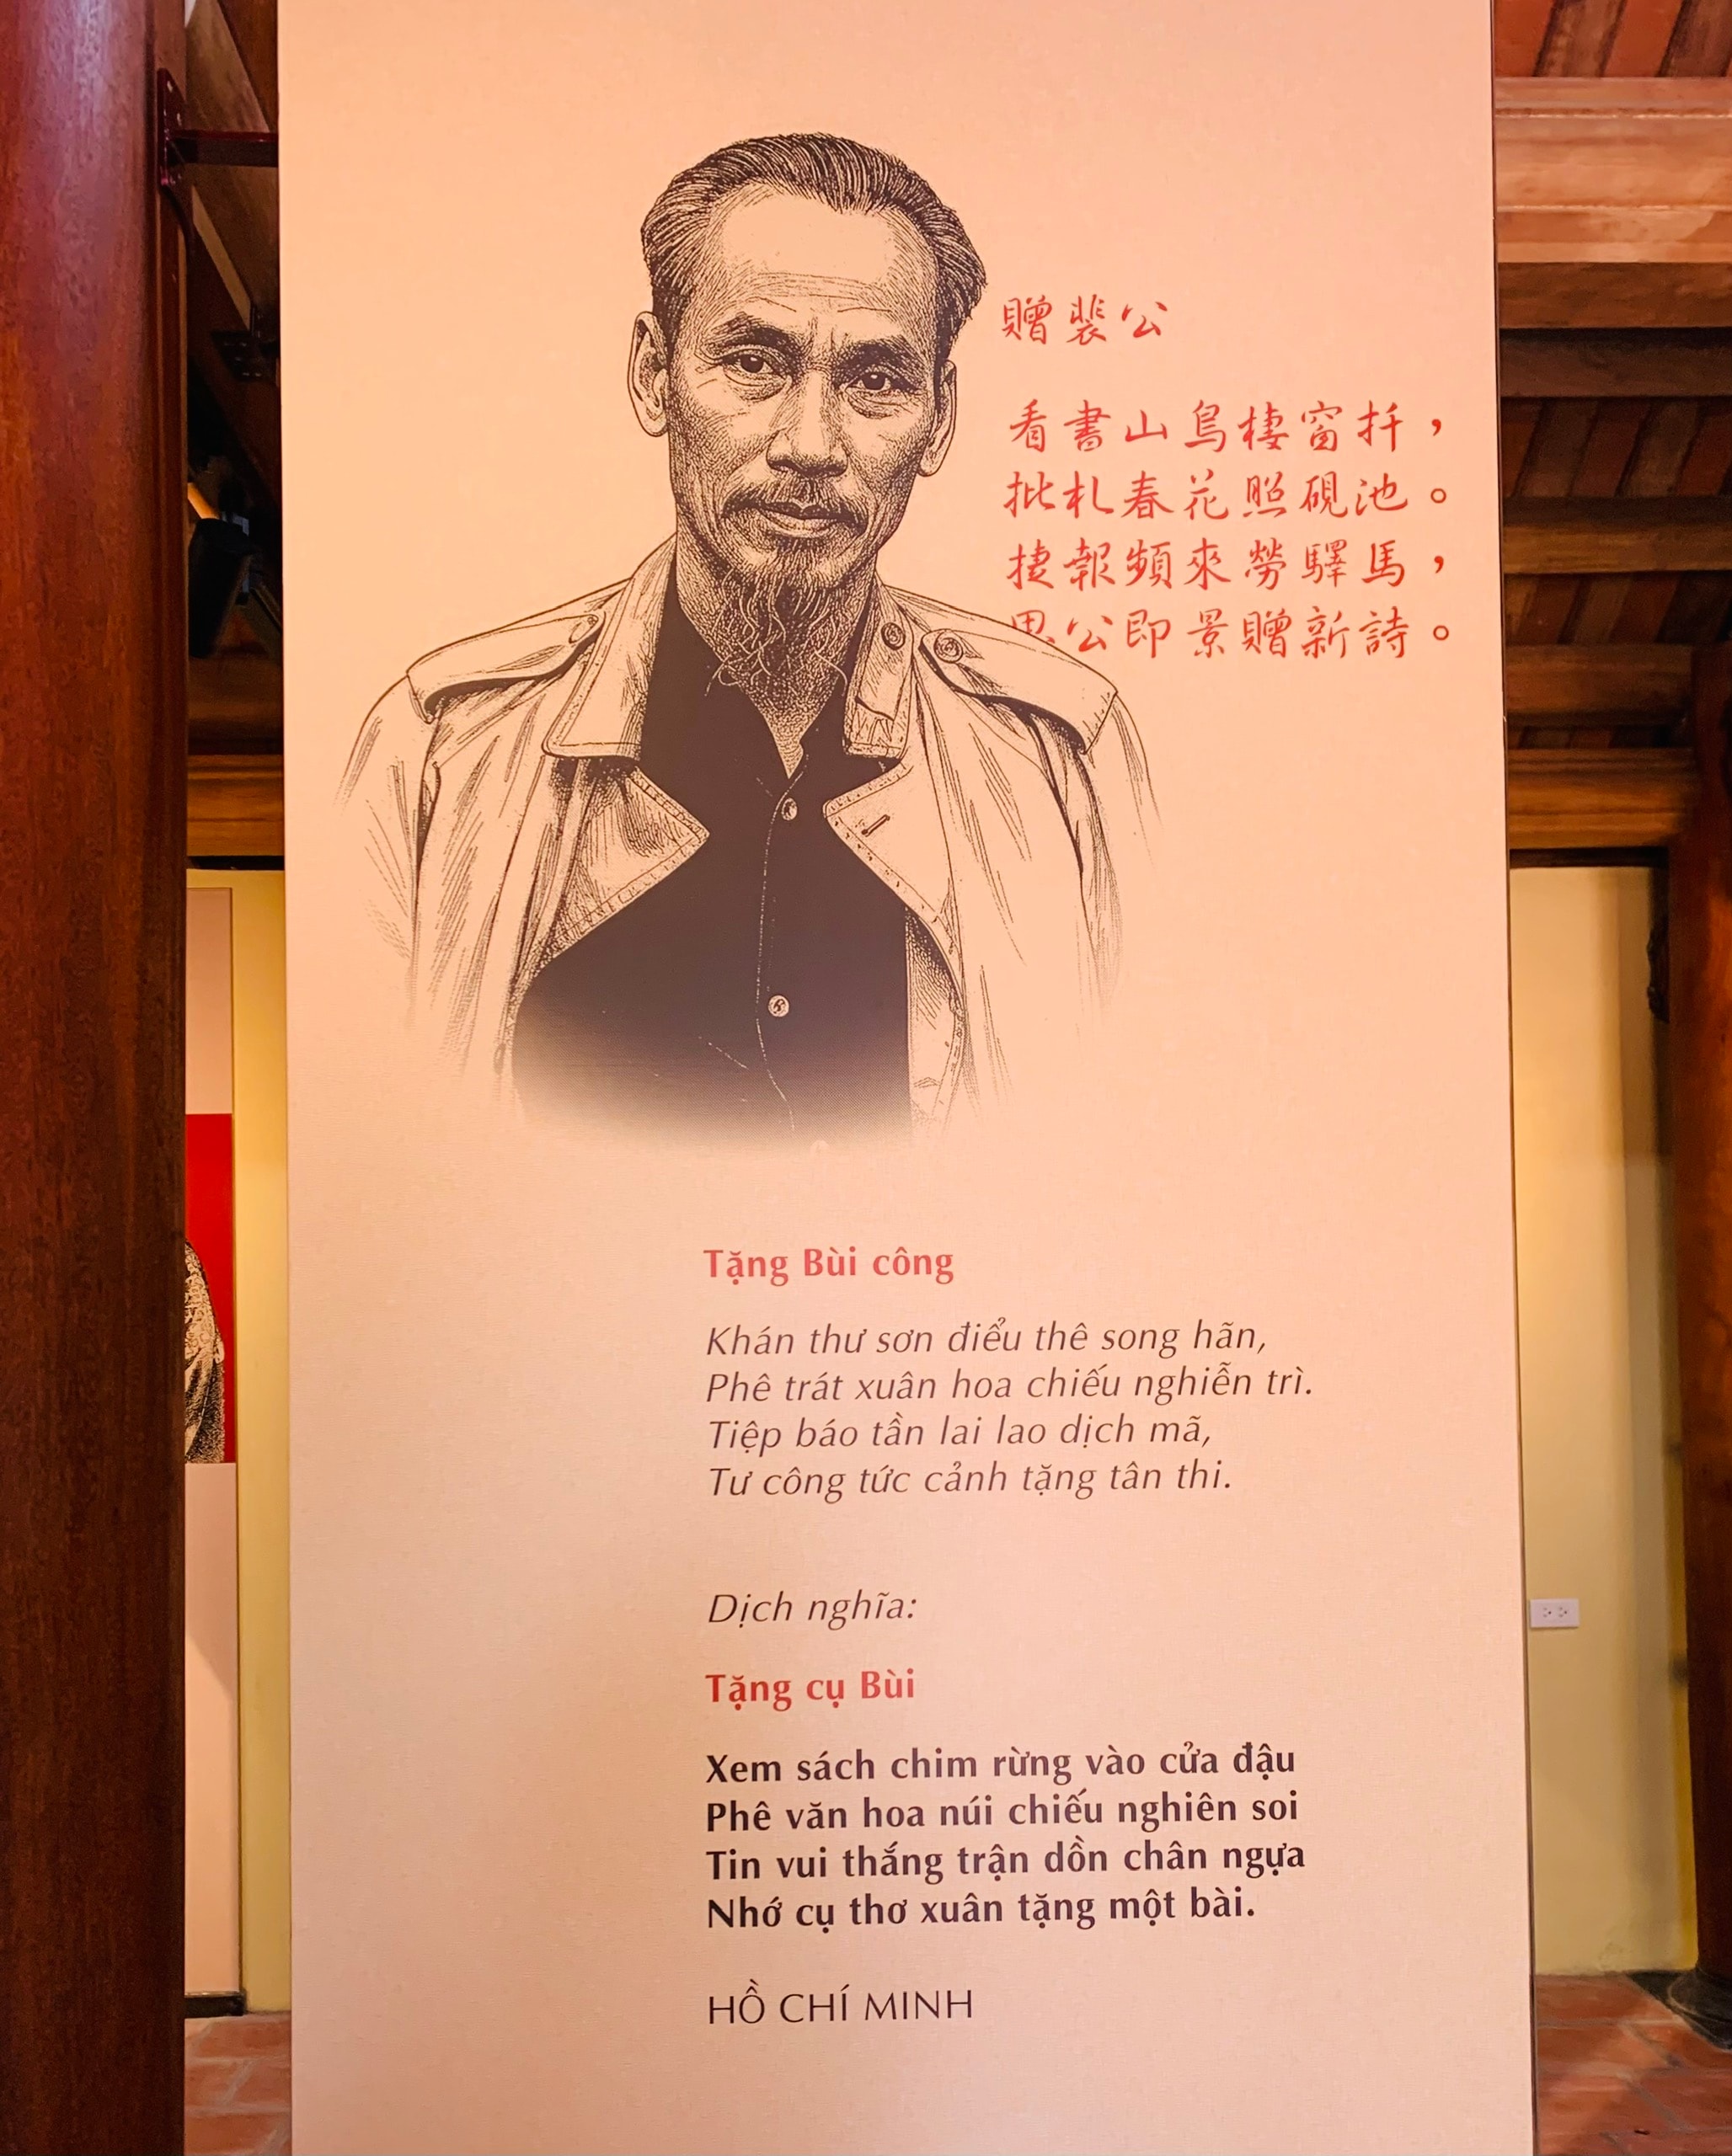 贈裴公
看書山鳥棲窗扞，
批札春花照硯池。
捷報頻來勞驛馬，
思公即景贈新詩。
Tặng Bùi công
Khán thư sơn điểu thê song hãn,
Phê trát xuân hoa chiếu nghiễn trì.
Tiệp báo tần lai lao dịch mã,
Tư công tức cảnh tặng tân thi.
Dịch nghĩa:
Tặng cụ Bùi
Xem sách chim rừng vào cửa đậu
Phê văn hoa núi chiếu nghiên soi
Tin vui thắng trận dồn chân ngựa
Nhớ cụ thơ xuân tặng một bài.
HỒ CHÍ MINH